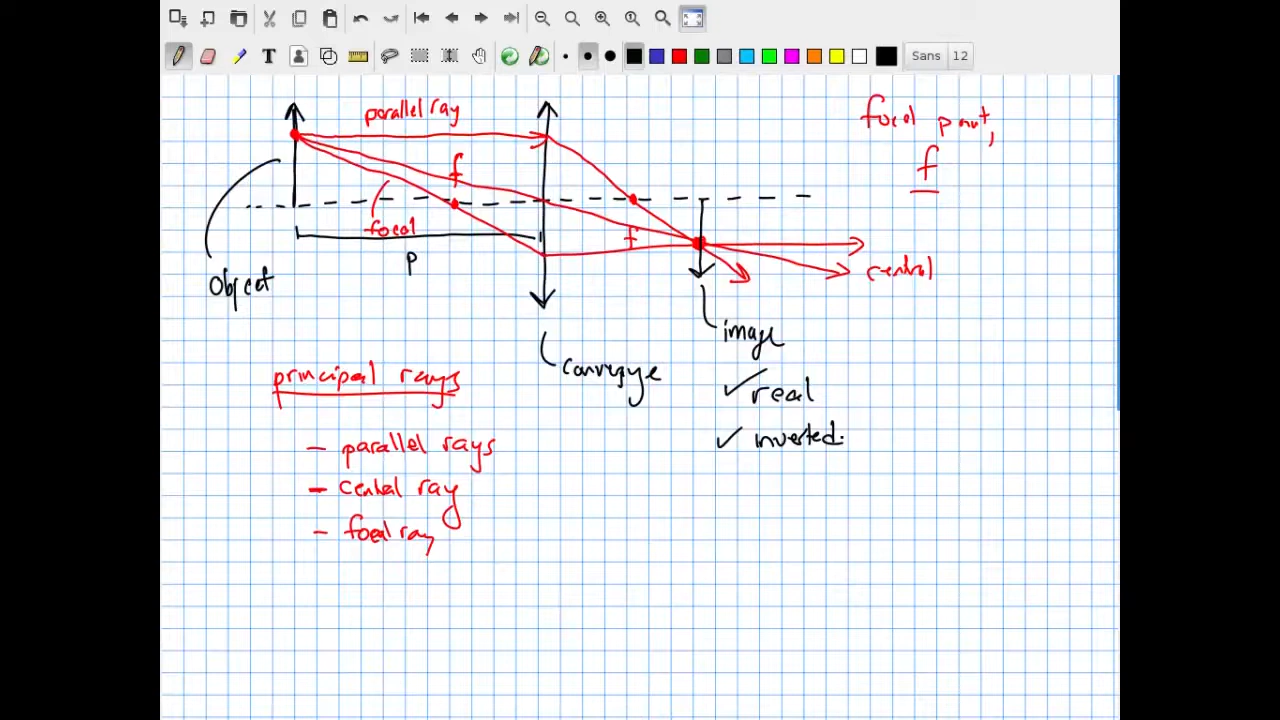 Sans 12
parallel ray
focal point,
f
f
focal
f
p
central
Object
image
converge
principal rays
✓ real
✓ inverted.
- parallel rays
- central ray
- focal ray